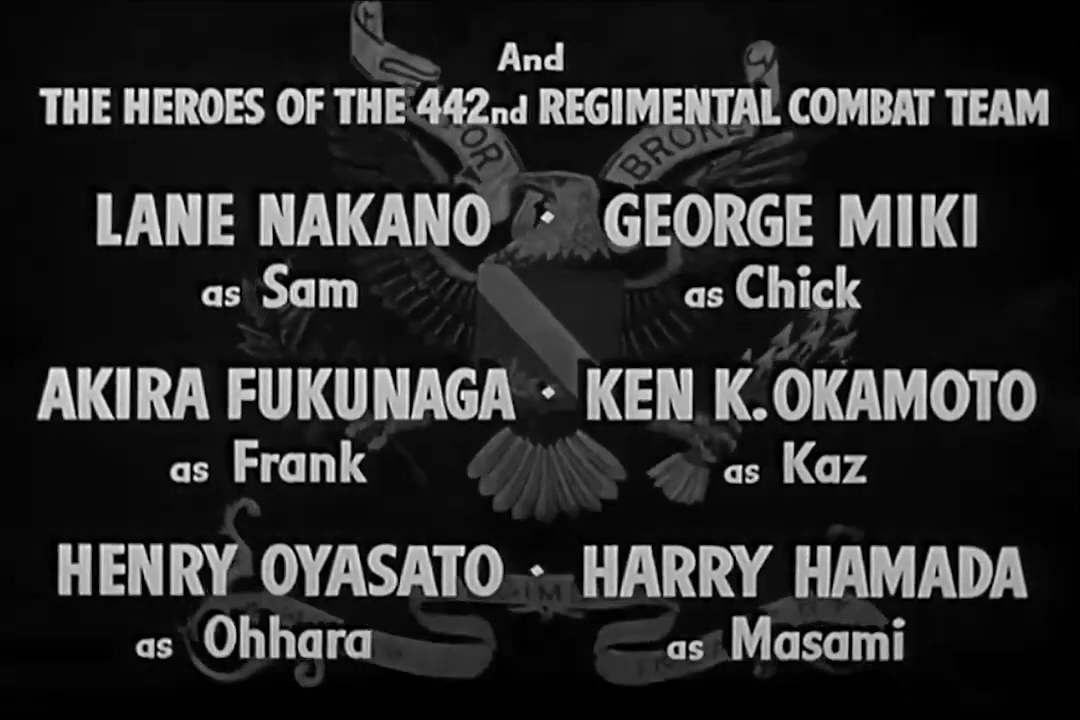 And
THE HEROES OF THE 442nd REGIMENTAL COMBAT TEAM
LANE NAKANO · GEORGE MIKI
as Sam as Chick
AKIRA FUKUNAGA · KEN K. OKAMOTO
as Frank as Kaz
HENRY OYASATO · HARRY HAMADA
as Ohhara as Masami